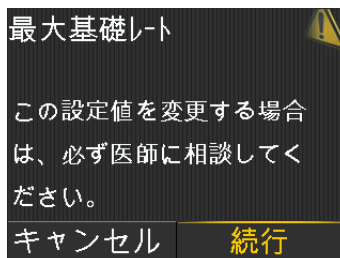 最大基礎ﾚｰﾄ
この設定値を変更する場合
は、必ず医師に相談してく
ださい。
キャンセル 続行